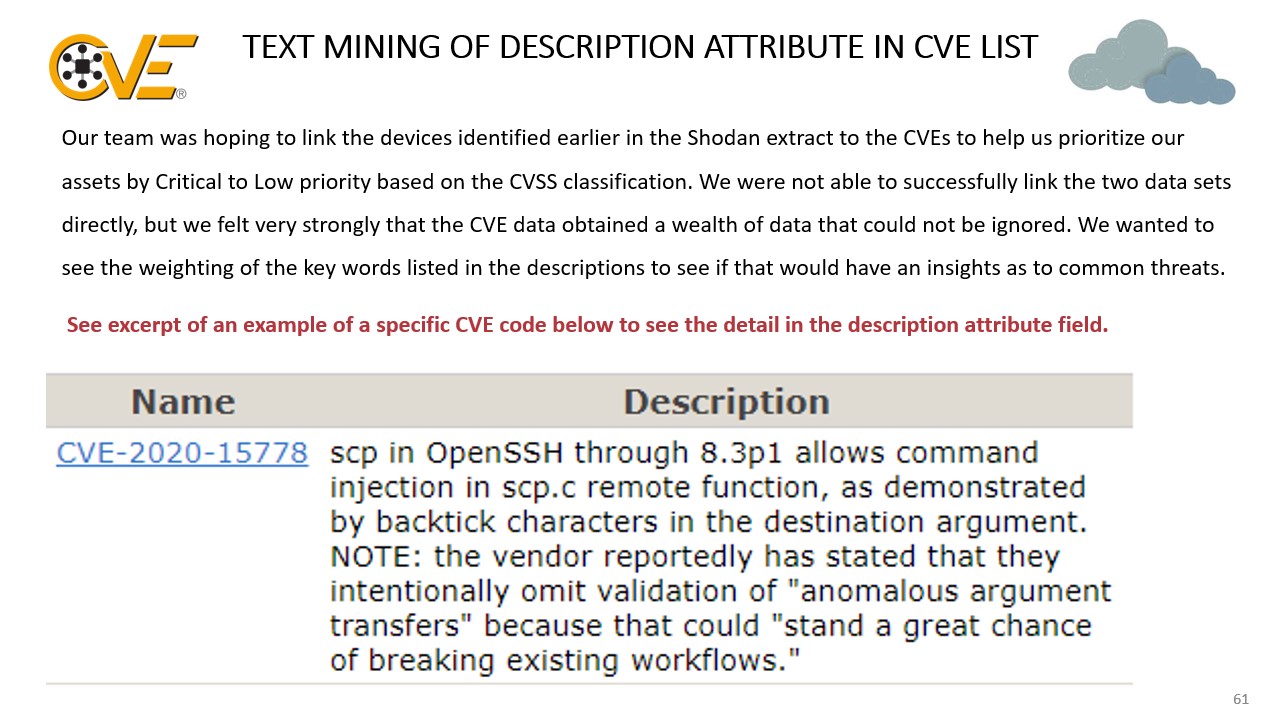 CVE®
TEXT MINING OF DESCRIPTION ATTRIBUTE IN CVE LIST
Our team was hoping to link the devices identified earlier in the Shodan extract to the CVEs to help us prioritize our
assets by Critical to Low priority based on the CVSS classification. We were not able to successfully link the two data sets
directly, but we felt very strongly that the CVE data obtained a wealth of data that could not be ignored. We wanted to
see the weighting of the key words listed in the descriptions to see if that would have an insights as to common threats.
See excerpt of an example of a specific CVE code below to see the detail in the description attribute field.
Name Description
CVE-2020-15778 scp in OpenSSH through 8.3p1 allows command
injection in scp.c remote function, as demonstrated
by backtick characters in the destination argument.
NOTE: the vendor reportedly has stated that they
intentionally omit validation of "anomalous argument
transfers" because that could "stand a great chance
of breaking existing workflows."
61